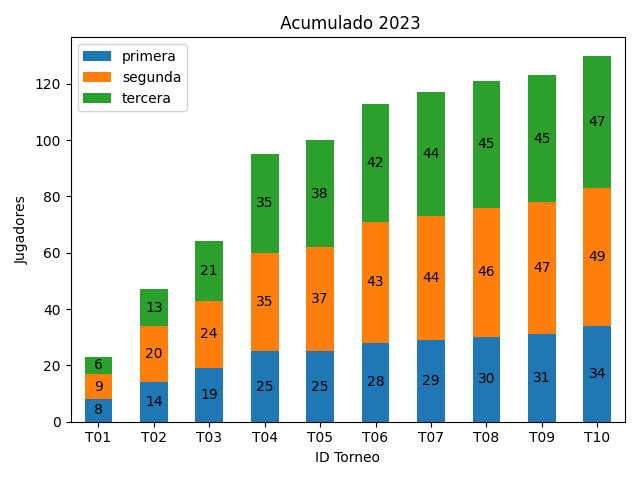 Acumulado 2023
primera
segunda
tercera
Jugadores
120
100
80
60
40
20
0
6 13 21 35 38 42 44 45 45 47
9 20 24 35 37 43 44 46 47 49
8 14 19 25 25 28 29 30 31 34
T01 T02 T03 T04 T05 T06 T07 T08 T09 T10
ID Torneo